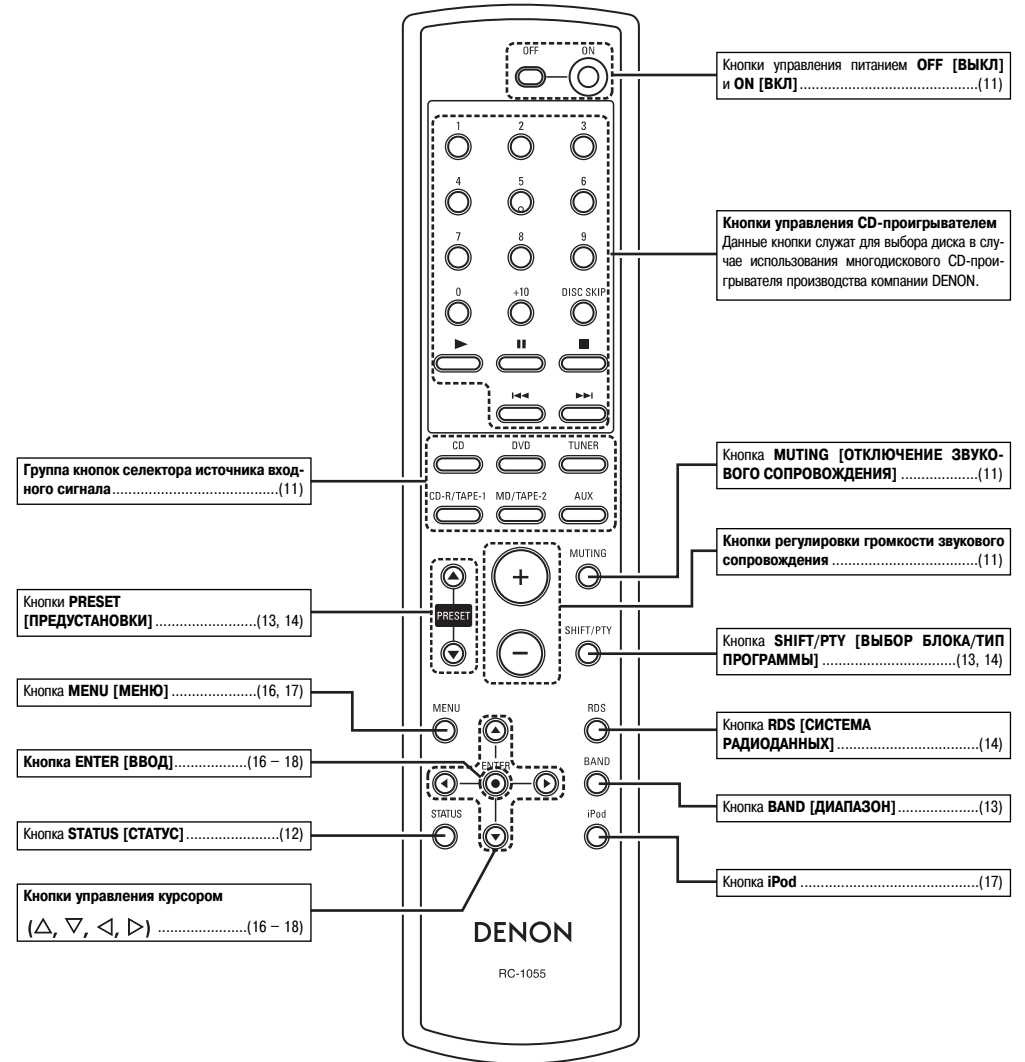 OFF ON
Кнопки управления питанием OFF [ВЫКЛ]
и ON [ВКЛ].............................................(11)
1 2 3
4 5 6
7 8 9
0 +10 DISC SKIP
Кнопки управления CD-проигрывателем
Данные кнопки служат для выбора диска в слу-
чае использования многодискового CD-прои-
грывателя производства компании DENON.
CD DVD TUNER
CD-R/TAPE-1 MD/TAPE-2 AUX
Группа кнопок селектора источника вход-
ного сигнала..........................................(11)
MUTING
Кнопка MUTING [ОТКЛЮЧЕНИЕ ЗВУКО-
ВОГО СОПРОВОЖДЕНИЯ] ....................(11)
+
PRESET
−
Кнопки регулировки громкости звукового
сопровождения .....................................(11)
Кнопки PRESET
[ПРЕДУСТАНОВКИ]..........................(13, 14)
SHIFT/PTY
Кнопка SHIFT/PTY [ВЫБОР БЛОКА/ТИП
ПРОГРАММЫ] ..................................(13, 14)
Кнопка MENU [МЕНЮ].....................(16, 17)
MENU RDS
Кнопка RDS [СИСТЕМА
РАДИОДАННЫХ]....................................(14)
Кнопка ENTER [ВВОД].....................(16 – 18)
ENTER BAND
Кнопка BAND [ДИАПАЗОН]....................(13)
Кнопка STATUS [СТАТУС].......................(12)
STATUS iPod
Кнопка iPod .............................................(17)
Кнопки управления курсором
(△, ▽, ◁, ▷) ......................(16 – 18)
DENON
RC-1055